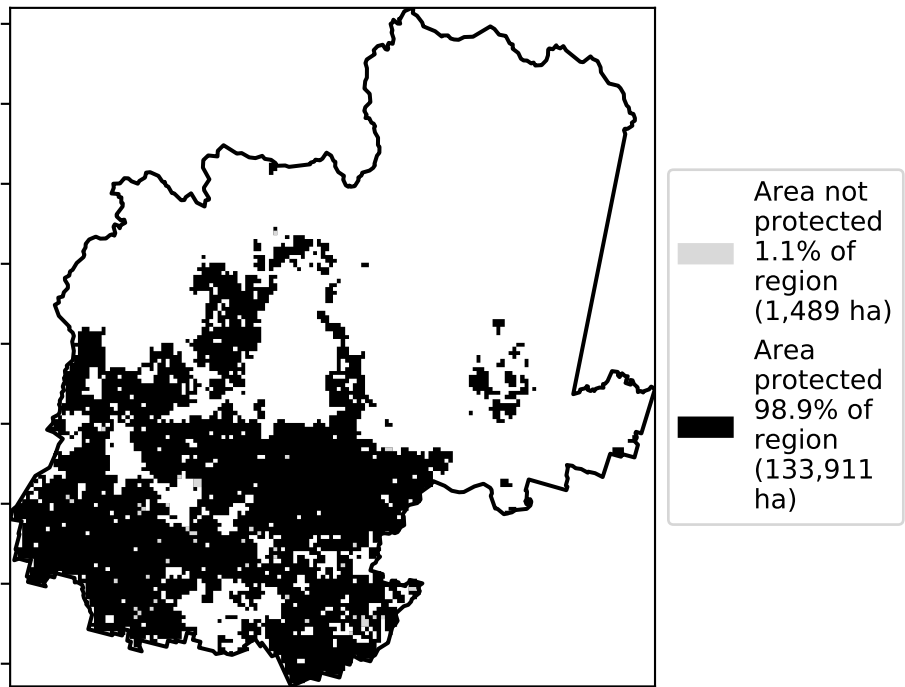 Area not
protected
1.1% of
region
(1,489 ha)
Area
protected
98.9% of
region
(133,911
ha)